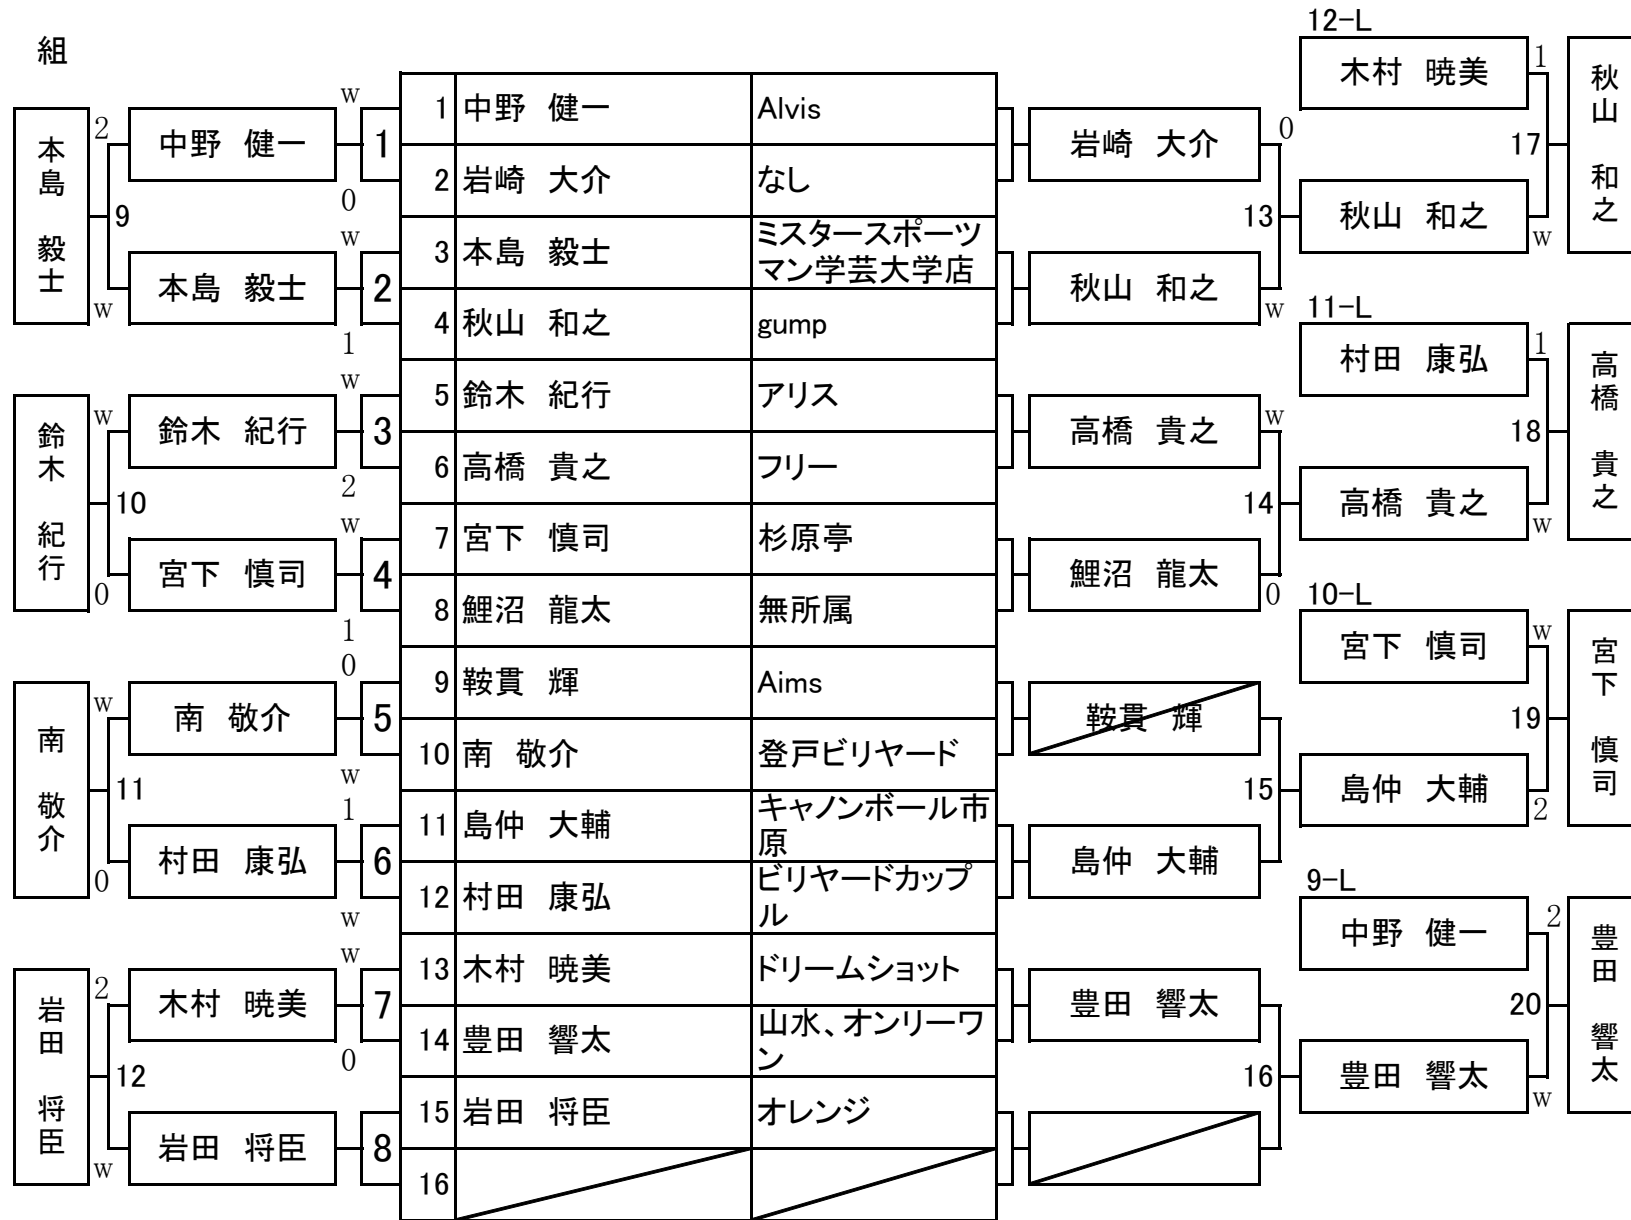 組
本島 毅士
2
w
9
中野 健一
本島 毅士
w
1
0
w
2
1
鈴木 紀行
w
0
10
鈴木 紀行
宮下 慎司
w
3
2
w
4
1
南 敬介
w
0
11
南 敬介
村田 康弘
0
5
w
1
6
w
岩田 将臣
2
w
12
木村 暁美
岩田 将臣
w
7
0
8
1 中野 健一 Alvis
2 岩崎 大介 なし
3 本島 毅士 ミスタースポーツ
マン学芸大学店
4 秋山 和之 gump
5 鈴木 紀行 アリス
6 高橋 貴之 フリー
7 宮下 慎司 杉原亭
8 鯉沼 龍太 無所属
9 鞍貫 輝 Aims
10 南 敬介 登戸ビリヤード
11 島仲 大輔 キャノンボール市
原
12 村田 康弘 ビリヤードカップ
ル
13 木村 暁美 ドリームショット
14 豊田 響太 山水、オンリーワ
ン
15 岩田 将臣 オレンジ
16
岩崎 大介
0
13
秋山 和之
w
高橋 貴之
w
14
鯉沼 龍太
0
鞍貫 輝
15
島仲 大輔
豊田 響太
16
12-L
木村 暁美
1
17
秋山 和之
w
秋山 和之
11-L
村田 康弘
1
18
高橋 貴之
w
高橋 貴之
10-L
宮下 慎司
w
19
島仲 大輔
2
宮下 慎司
9-L
中野 健一
2
20
豊田 響太
w
豊田 響太